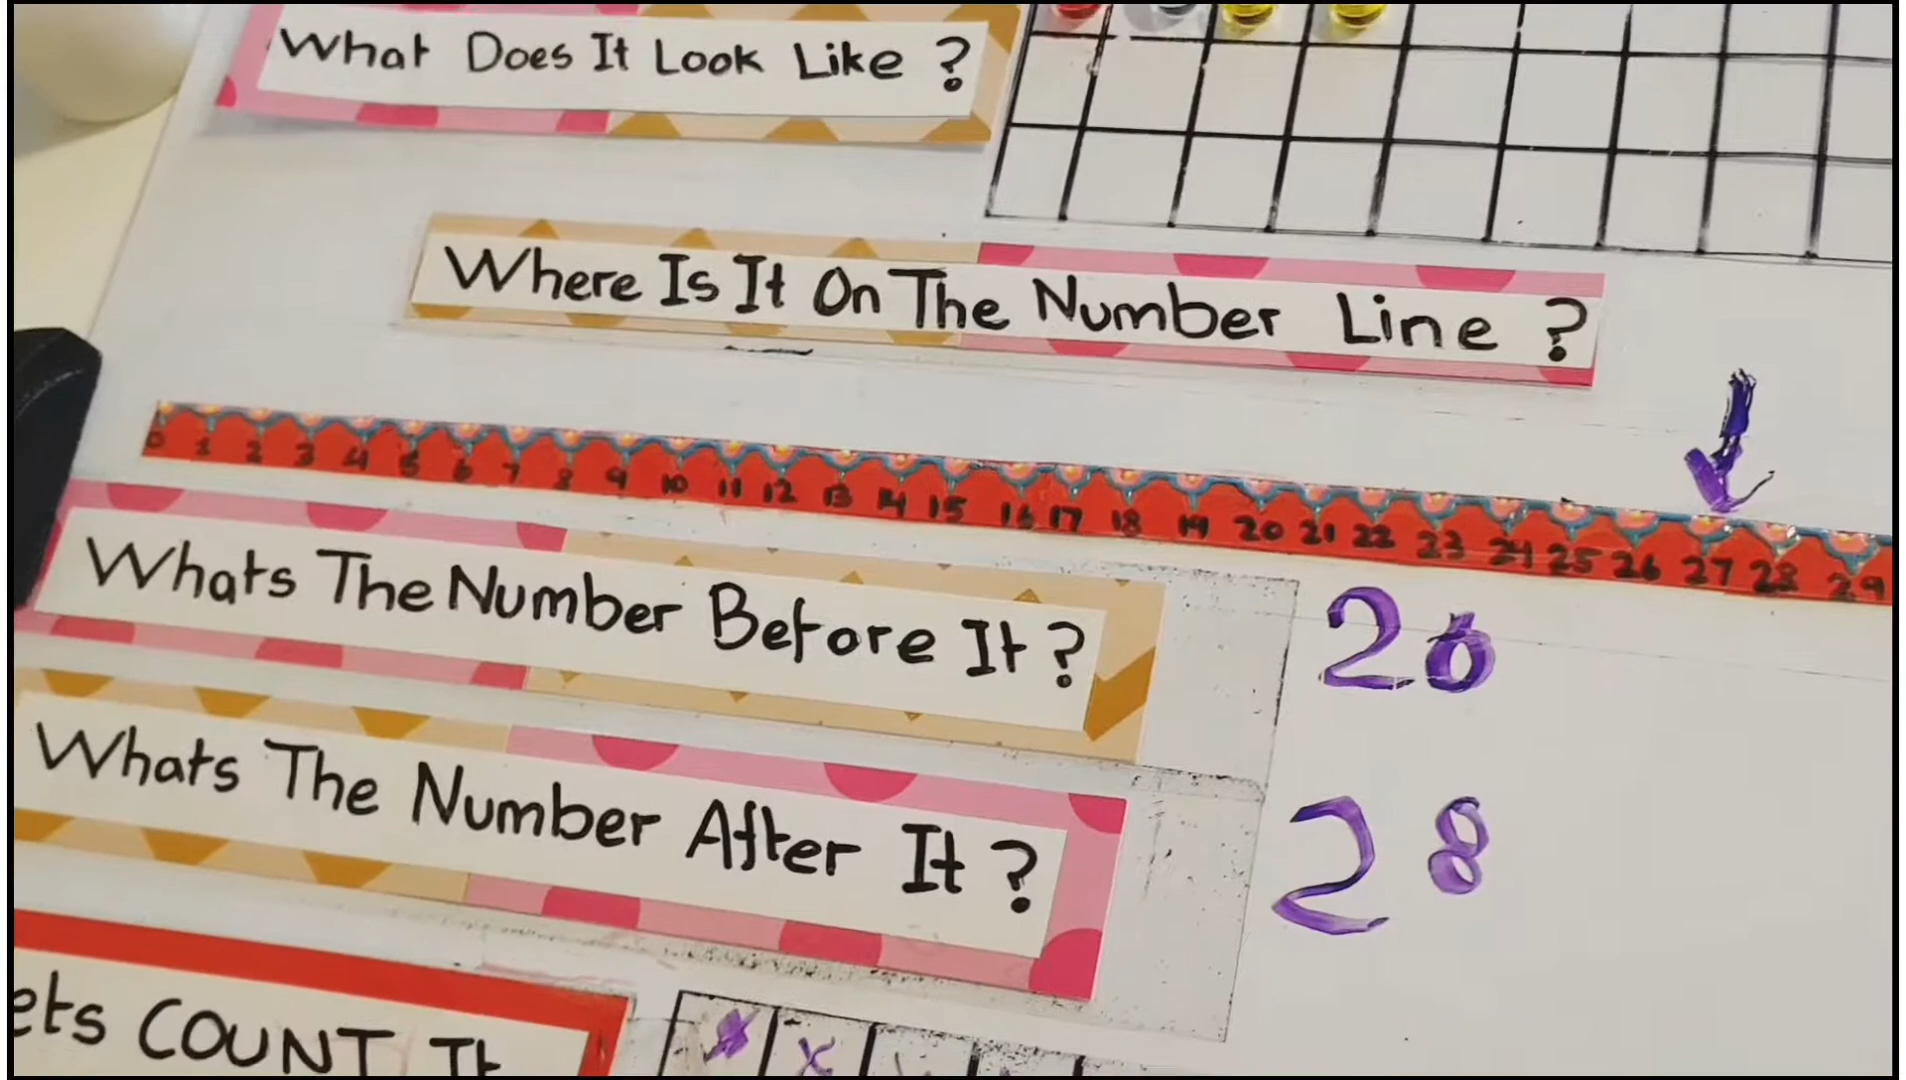 What Does It Look Like ?
Where Is It On The Number Line ?
0 1 2 3 4 5 6 7 8 9 10 11 12 13 14 15 16 17 18 19 20 21 22 23 24 25 26 27 28 29
Whats The Number Before It ? 26
Whats The Number After It ? 28
ets COUNT It
x